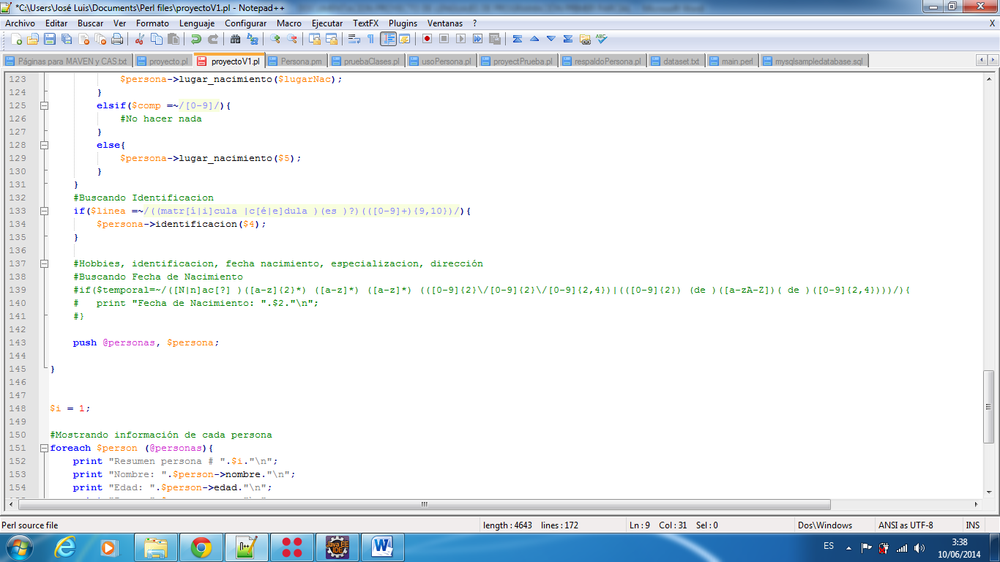 *C:\Users\José Luis\Documents\Perl files\proyectoV1.pl - Notepad++
Archivo Editar Buscar Ver Formato Lenguaje Configurar Macro Ejecutar TextFX Plugins Ventanas ? X
Páginas para MAVEN y CAS.txt proyecto.pl proyectoV1.pl Persona.pm pruebaClases.pl usoPersona.pl proyectPrueba.pl respaldoPersona.pl dataset.txt main.perl mysqlsampledatabase.sql
123 $persona->lugar_nacimiento($lugarNac);
124 }
125 elsif($comp =~/[0-9]/){
126 #No hacer nada
127 }
128 else{
129 $persona->lugar_nacimiento($5);
130 }
131 }
132 #Buscando Identificacion
133 if($linea =~/((matr[í|i]cula |c[é|e]dula )(es )?)(([0-9]+){9,10})/){
134 $persona->identificacion($4);
135 }
136
137 #Hobbies, identificacion, fecha nacimiento, especializacion, dirección
138 #Buscando Fecha de Nacimiento
139 #if($temporal=~/([N|n]ac[?] )([a-z]{2}*) ([a-z]*) ([a-z]*) (([0-9]{2}\/[0-9]{2}\/[0-9]{2,4})|(([0-9]{2}) (de )([a-zA-Z])( de )([0-9]{2,4})))/){
140 # print "Fecha de Nacimiento: ".$2."\n";
141 #}
142
143 push @personas, $persona;
144
145 }
146
147
148 $i = 1;
149
150 #Mostrando información de cada persona
151 foreach $person (@personas){
152 print "Resumen persona # ".$i."\n";
153 print "Nombre: ".$person->nombre."\n";
154 print "Edad: ".$person->edad."\n";
Perl source file length : 4643 lines : 172 Ln : 9 Col : 31 Sel : 0 Dos\Windows ANSI as UTF-8 INS
Java EE IDE
ES 3:38
10/06/2014